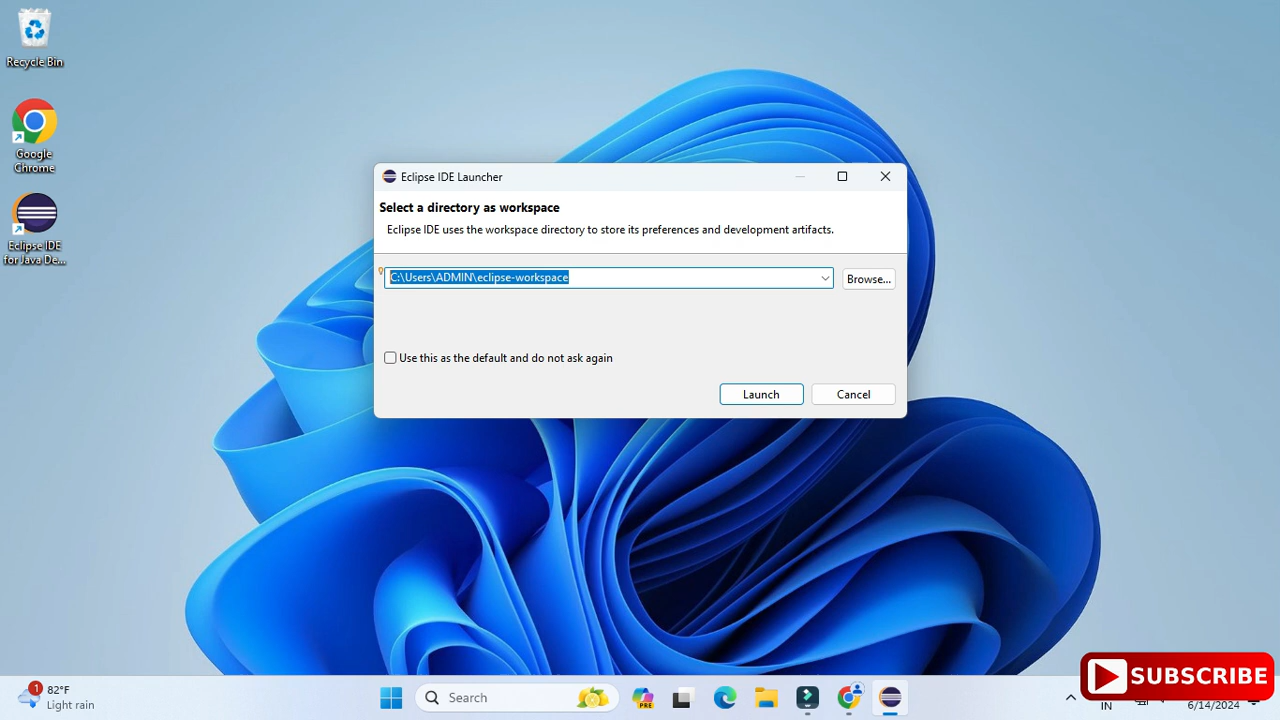 Recycle Bin
Google
Chrome
Eclipse IDE
for Java De...
Eclipse IDE Launcher
Select a directory as workspace
Eclipse IDE uses the workspace directory to store its preferences and development artifacts.
C:\Users\ADMIN\eclipse-workspace
Browse...
Use this as the default and do not ask again
Launch
Cancel
SUBSCRIBE
1
82°F
Light rain
Search
PRE
IN
6/14/2024